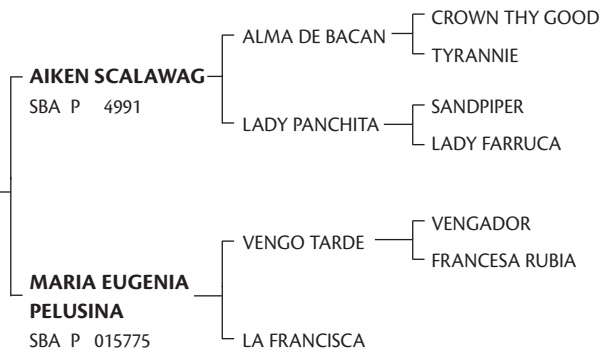 CROWN THY GOOD
ALMA DE BACAN
TYRANNIE
AIKEN SCALAWAG
SBA P 4991
SANDPIPER
LADY PANCHITA
LADY FARRUCA
VENGADOR
VENGO TARDE
FRANCESA RUBIA
MARIA EUGENIA
PELUSINA
SBA P 015775
LA FRANCISCA